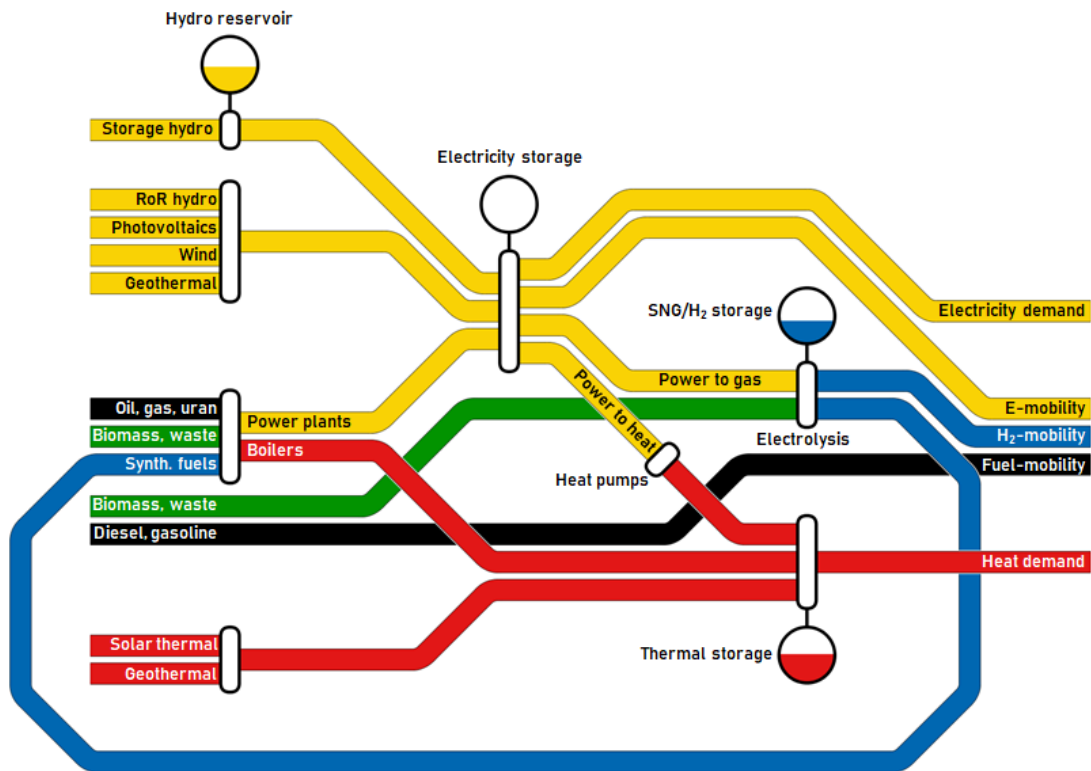 Hydro reservoir
Storage hydro
Electricity storage
RoR hydro
Photovoltaics
Wind
Geothermal
SNG/H₂ storage
Electricity demand
Power to gas
Power to heat
Oil, gas, uran
Power plants
E-mobility
Biomass, waste
Boilers
Electrolysis
H₂-mobility
Synth. fuels
Heat pumps
Fuel-mobility
Biomass, waste
Diesel, gasoline
Heat demand
Solar thermal
Thermal storage
Geothermal